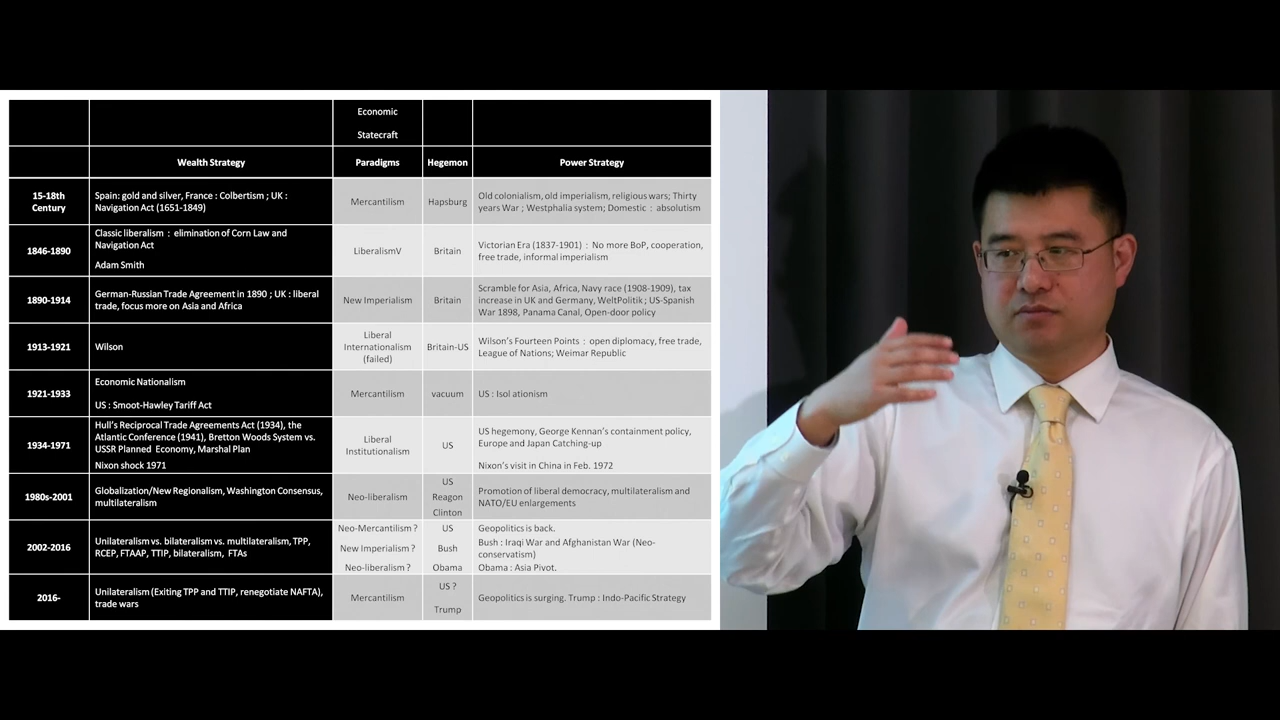 Economic
Statecraft
Wealth Strategy
Paradigms
Hegemon
Power Strategy
15-18th
Century
Spain: gold and silver, France : Colbertism ; UK :
Navigation Act (1651-1849)
Mercantilism
Hapsburg
Old colonialism, old imperialism, religious wars; Thirty
years War ; Westphalia system; Domestic : absolutism
1846-1890
Classic liberalism : elimination of Corn Law and
Navigation Act
Adam Smith
LiberalismV
Britain
Victorian Era (1837-1901) : No more BoP, cooperation,
free trade, informal imperialism
1890-1914
German-Russian Trade Agreement in 1890 ; UK : liberal
trade, focus more on Asia and Africa
New Imperialism
Britain
Scramble for Asia, Africa, Navy race (1908-1909), tax
increase in UK and Germany, WeltPolitik ; US-Spanish
War 1898, Panama Canal, Open-door policy
1913-1921
Wilson
Liberal
Internationalism
(failed)
Britain-US
Wilson's Fourteen Points : open diplomacy, free trade,
League of Nations; Weimar Republic
1921-1933
Economic Nationalism
US : Smoot-Hawley Tariff Act
Mercantilism
vacuum
US : Isol ationism
1934-1971
Hull's Reciprocal Trade Agreements Act (1934), the
Atlantic Conference (1941), Bretton Woods System vs.
USSR Planned Economy, Marshal Plan
Nixon shock 1971
Liberal
Institutionalism
US
US hegemony, George Kennan's containment policy,
Europe and Japan Catching-up
Nixon's visit in China in Feb. 1972
1980s-2001
Globalization/New Regionalism, Washington Consensus,
multilateralism
Neo-liberalism
US
Reagon
Clinton
Promotion of liberal democracy, multilateralism and
NATO/EU enlargements
2002-2016
Unilateralism vs. bilateralism vs. multilateralism, TPP,
RCEP, FTAAP, TTIP, bilateralism, FTAs
Neo-Mercantilism ?
New Imperialism ?
Neo-liberalism ?
US
Bush
Obama
Geopolitics is back.
Bush : Iraqi War and Afghanistan War (Neo-
conservatism)
Obama : Asia Pivot.
2016-
Unilateralism (Exiting TPP and TTIP, renegotiate NAFTA),
trade wars
Mercantilism
US ?
Trump
Geopolitics is surging. Trump : Indo-Pacific Strategy